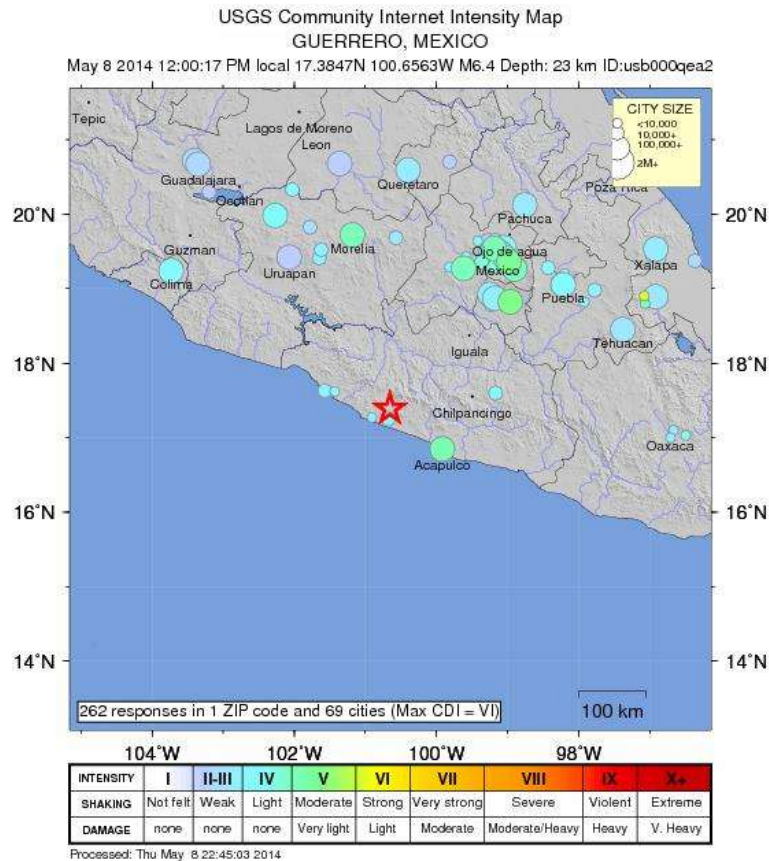 USGS Community Internet Intensity Map
GUERRERO, MEXICO
May 8 2014 12:00:17 PM local 17.3847N 100.6563W M6.4 Depth: 23 km ID:usb000qea2
CITY SIZE
<10,000
10,000+
100,000+
2M+
Tepic
Lagos de Moreno
Leon
Guadalajara
Queretaro
Poza Rica
Ocotlan
Pachuca
20°N
20°N
Guzman
Morelia
Ojo de agua
Xalapa
Colima
Uruapan
Mexico
Puebla
Tehuacan
18°N
18°N
Iguala
Chilpancingo
Oaxaca
Acapulco
16°N
16°N
14°N
14°N
262 responses in 1 ZIP code and 69 cities (Max CDI = VI)
100 km
104°W 102°W 100°W 98°W
INTENSITY I II-III IV V VI VII VIII IX X+
SHAKING Not felt Weak Light Moderate Strong Very strong Severe Violent Extreme
DAMAGE none none none Very light Light Moderate Moderate/Heavy Heavy V. Heavy
Processed: Thu May 8 22:45:03 2014